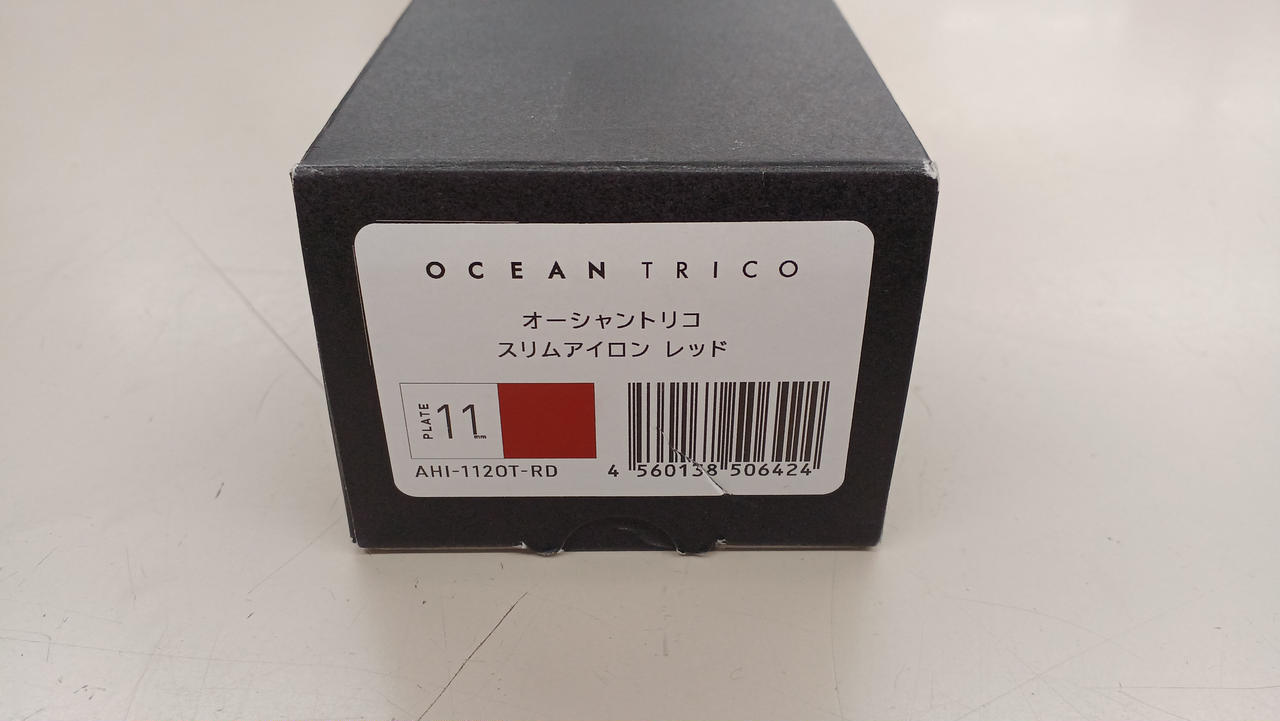 OCEAN TRICO
オーシャントリコ
スリムアイロン レッド
PLATE 11mm
AHI-112OT-RD
4 560138 506424